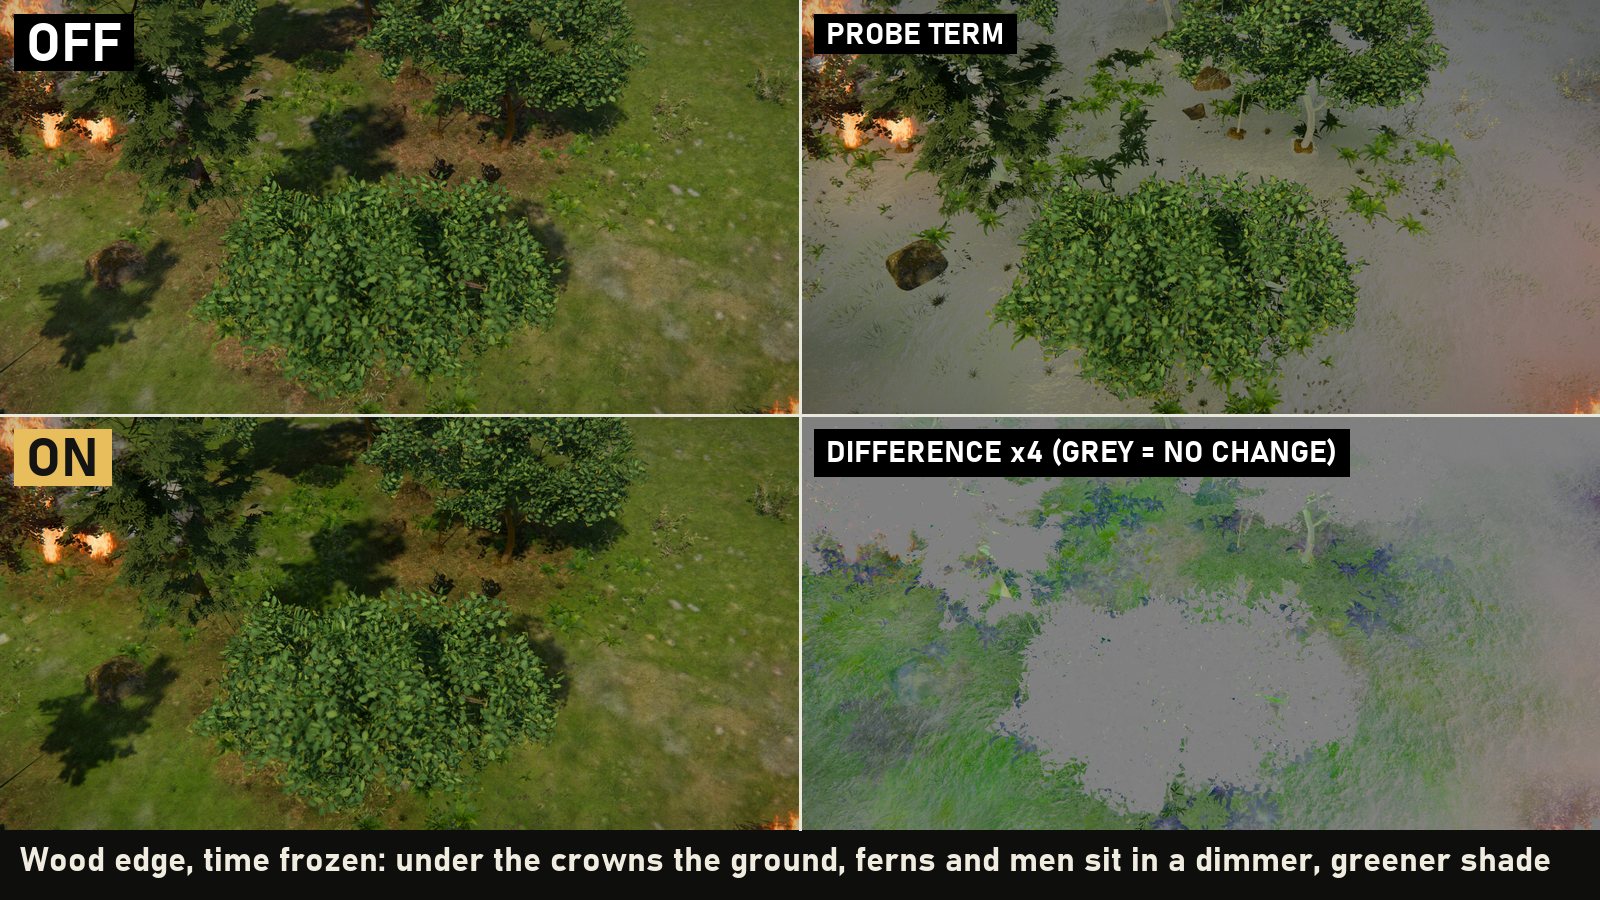 OFF
PROBE TERM
ON
DIFFERENCE x4 (GREY = NO CHANGE)
Wood edge, time frozen: under the crowns the ground, ferns and men sit in a dimmer, greener shade